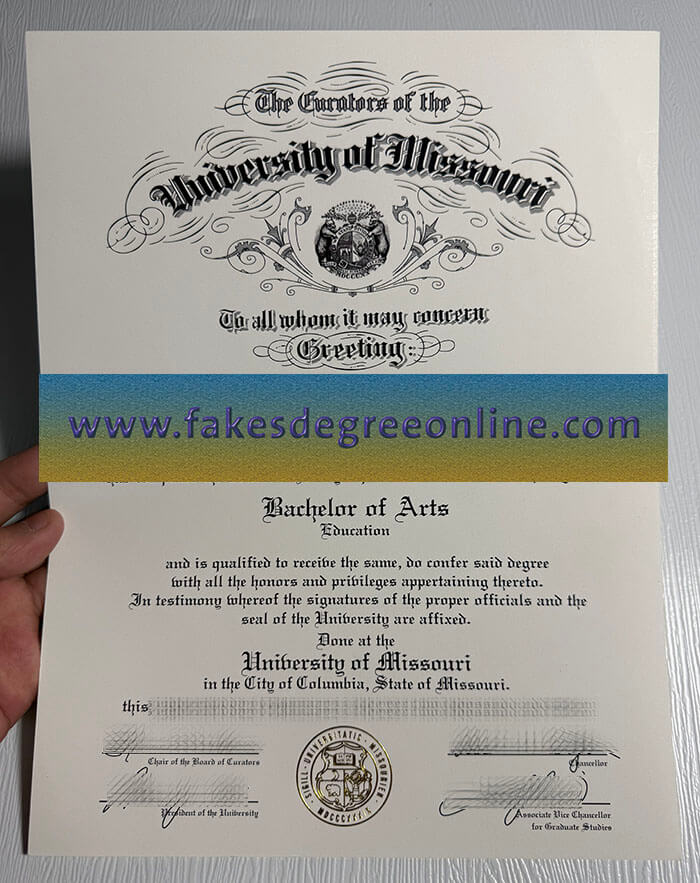 The Curators of the
University of Missouri
To all whom it may concern
Greeting:
www.fakesdegreeonline.com
Bachelor of Arts
Education
and is qualified to receive the same, do confer said degree
with all the honors and privileges appertaining thereto.
In testimony whereof the signatures of the proper officials and the
seal of the University are affixed.
Done at the
University of Missouri
in the City of Columbia, State of Missouri.
this
Chair of the Board of Curators
Chancellor
President of the University
Associate Vice Chancellor
for Graduate Studies